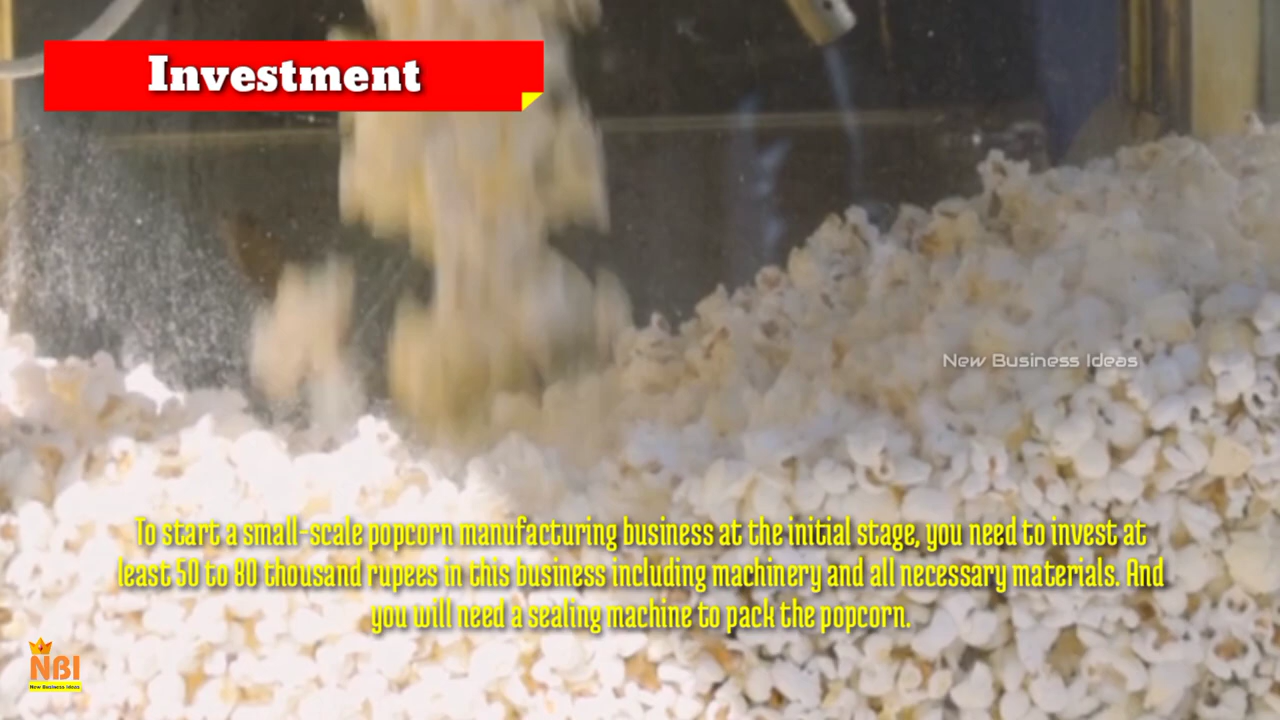 Investment
New Business Ideas
To start a small-scale popcorn manufacturing business at the initial stage, you need to invest at
least 50 to 80 thousand rupees in this business including machinery and all necessary materials. And
you will need a sealing machine to pack the popcorn.
NBI
New Business Ideas